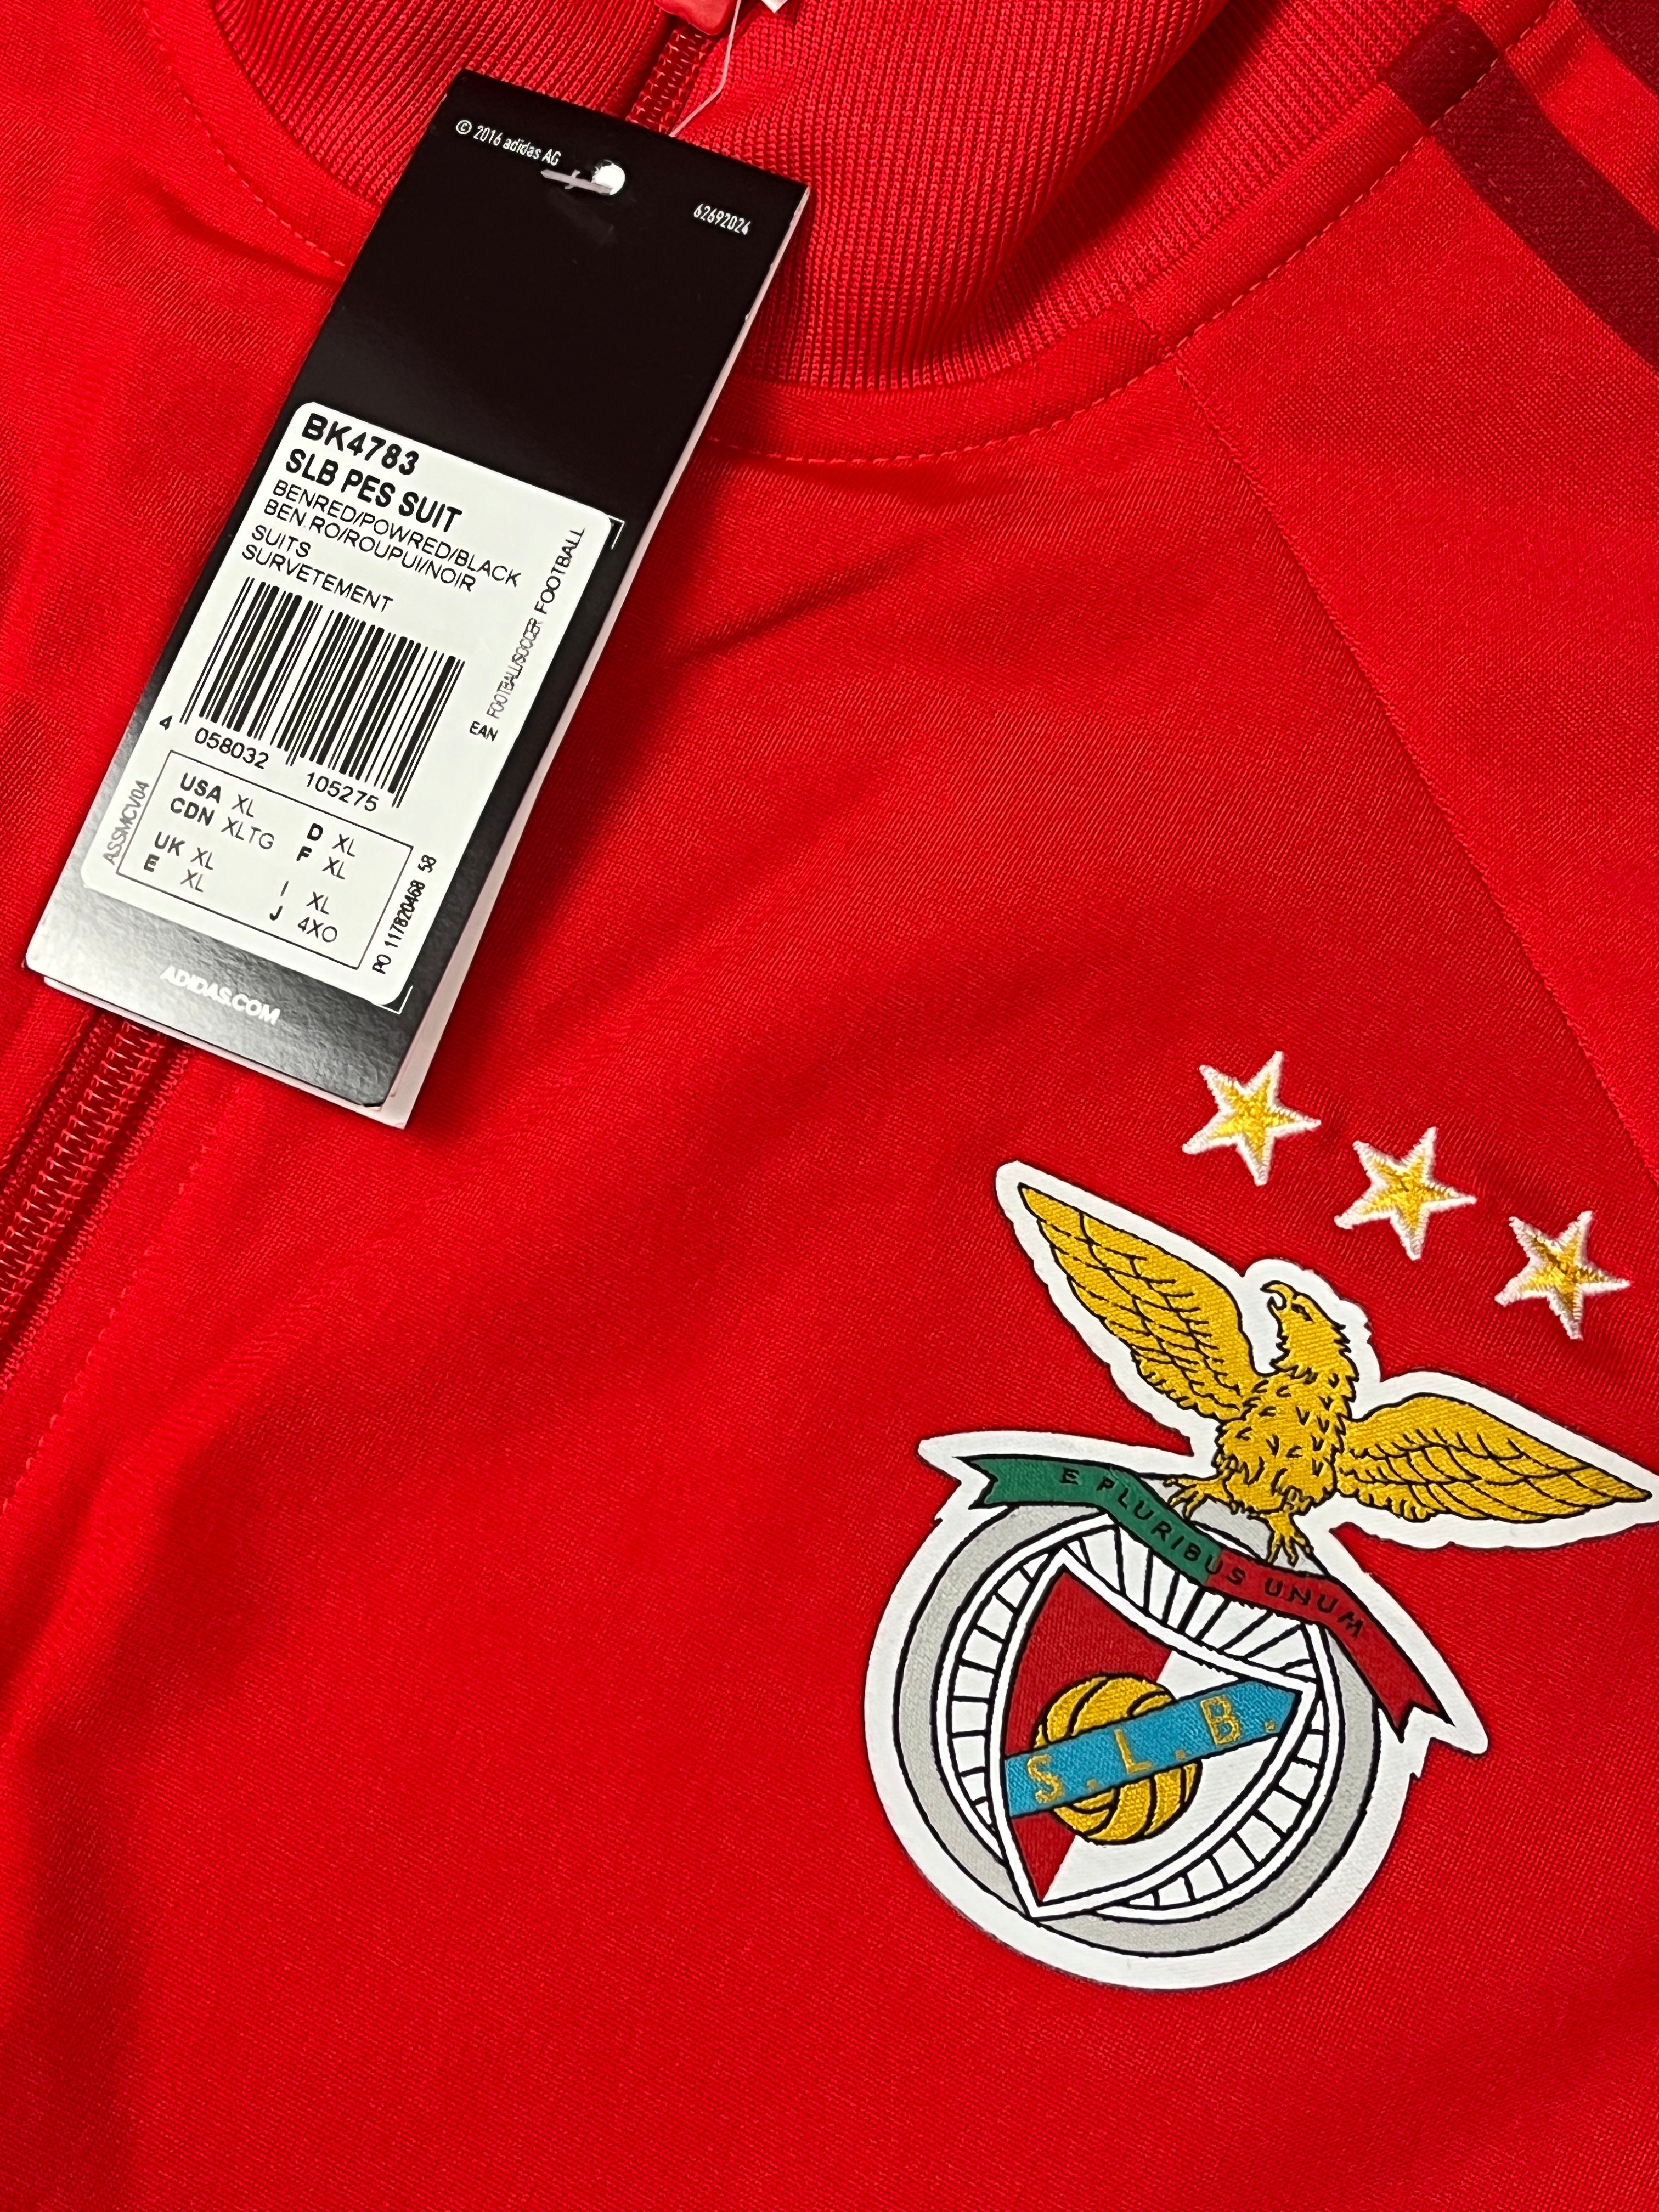 © 2016 adidas AG
62692024
BK4783
SLB PES SUIT
BENRED/POWRED/BLACK
BEN.RO/ROUPUI/NOIR
SUITS
SURVETEMENT
FOOTBALL/SOCCER FOOTBALL
EAN
4 058032 105275
ASSMCV04
USA XL D XL
CDN XLTG F XL
UK XL I XL
E XL J 4XO
PO 117820468 58
ADIDAS.COM
E PLURIBUS UNUM
S.L.B.